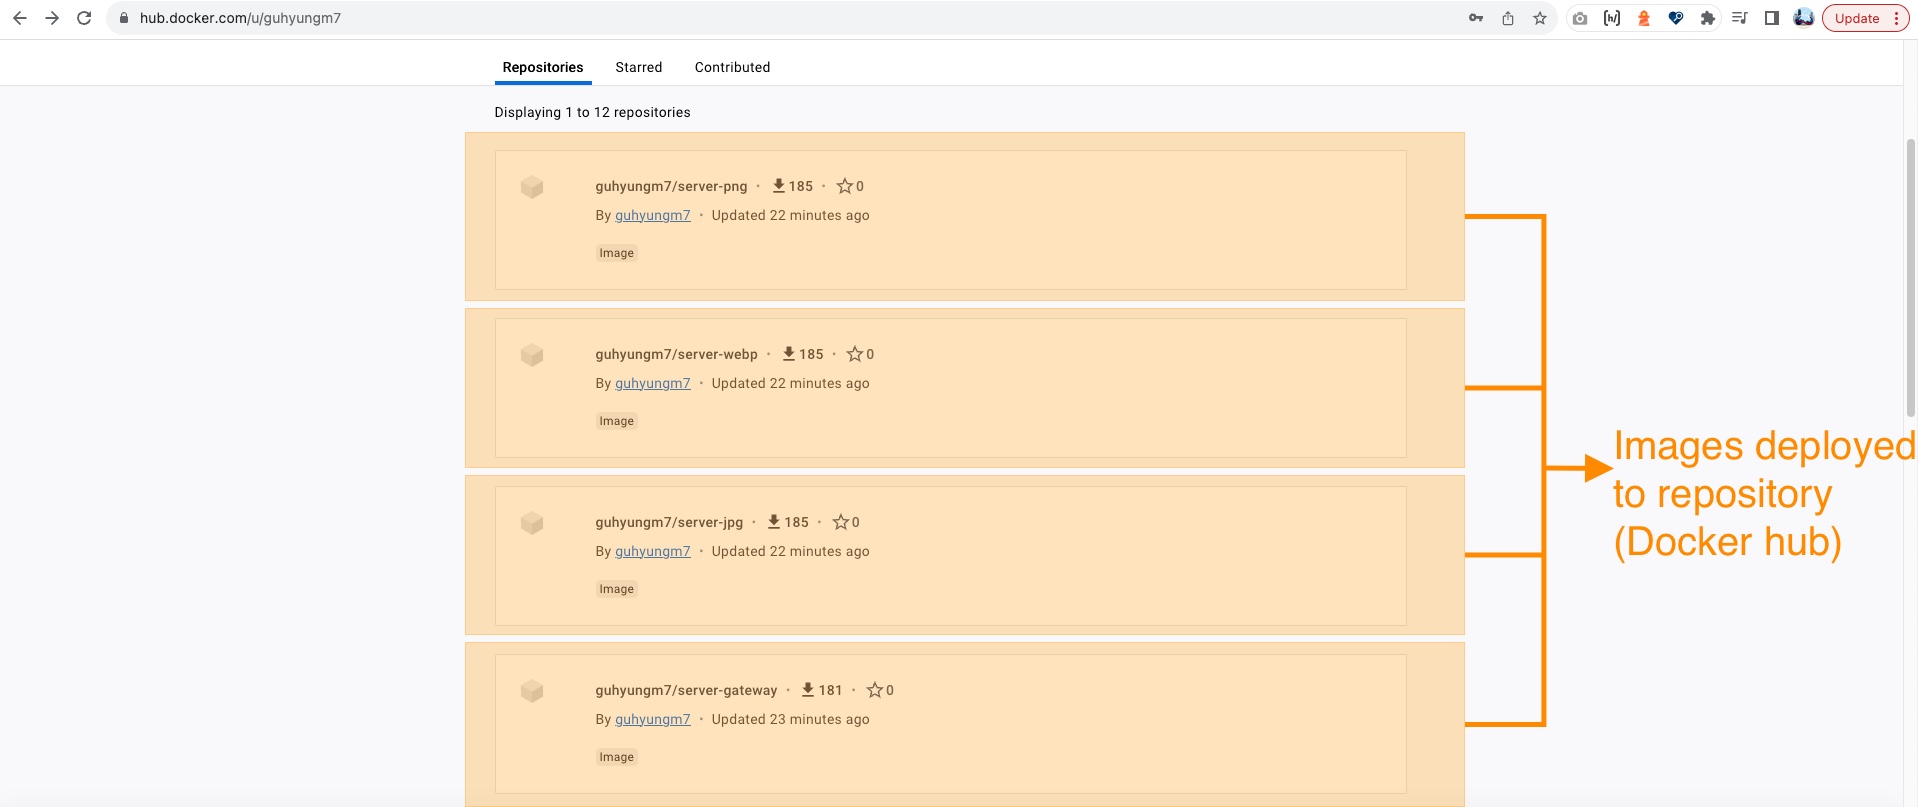 hub.docker.com/u/guhyungm7
Update
Repositories Starred Contributed
Displaying 1 to 12 repositories
guhyungm7/server-png · 185 · 0
By guhyungm7 · Updated 22 minutes ago
Image
guhyungm7/server-webp · 185 · 0
By guhyungm7 · Updated 22 minutes ago
Image
guhyungm7/server-jpg · 185 · 0
By guhyungm7 · Updated 22 minutes ago
Image
guhyungm7/server-gateway · 181 · 0
By guhyungm7 · Updated 23 minutes ago
Image
Images deployed
to repository
(Docker hub)